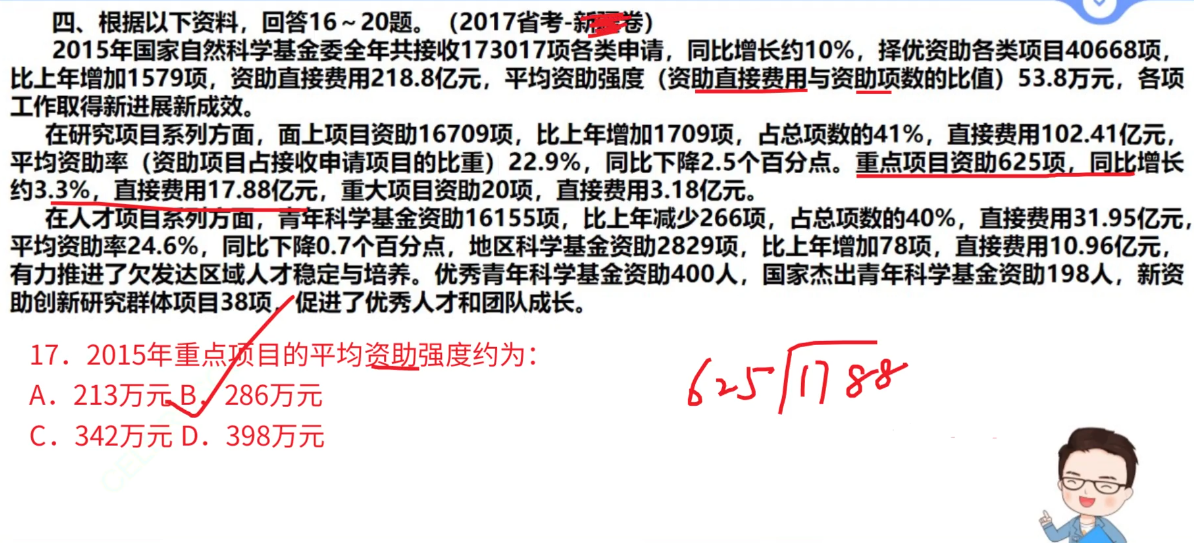 四、根据以下资料，回答16～20题。（2017省考-新卷）
2015年国家自然科学基金委全年共接收173017项各类申请，同比增长约10%，择优资助各类项目40668项，
比上年增加1579项，资助直接费用218.8亿元，平均资助强度（资助直接费用与资助项数的比值）53.8万元，各项
工作取得新进展新成效。
在研究项目系列方面，面上项目资助16709项，比上年增加1709项，占总项数的41%，直接费用102.41亿元，
平均资助率（资助项目占接收申请项目的比重）22.9%，同比下降2.5个百分点。重点项目资助625项，同比增长
约3.3%，直接费用17.88亿元，重大项目资助20项，直接费用3.18亿元。
在人才项目系列方面，青年科学基金资助16155项，比上年减少266项，占总项数的40%，直接费用31.95亿元，
平均资助率24.6%，同比下降0.7个百分点，地区科学基金资助2829项，比上年增加78项，直接费用10.96亿元，
有力推进了欠发达区域人才稳定与培养。优秀青年科学基金资助400人，国家杰出青年科学基金资助198人，新资
助创新研究群体项目38项，促进了优秀人才和团队成长。
17．2015年重点项目的平均资助强度约为：
A．213万元 B．286万元
C．342万元 D．398万元
625 1788